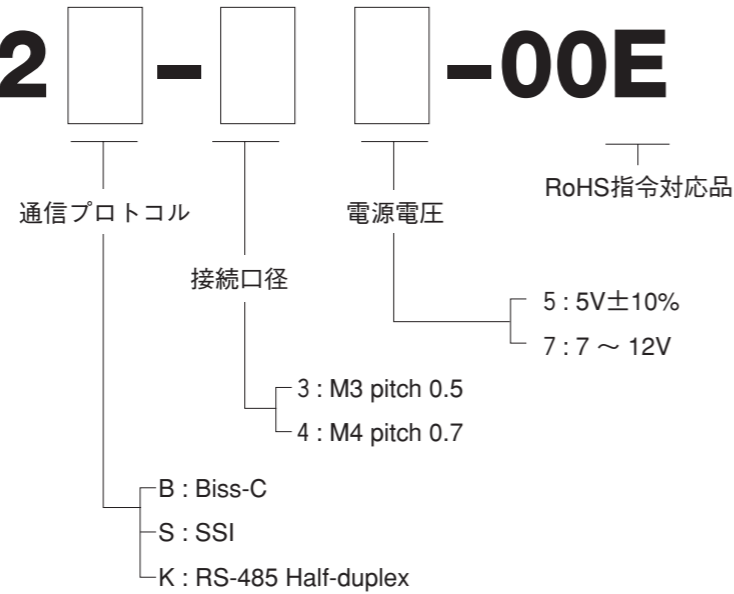 2 - -00E
RoHS指令対応品
通信プロトコル
電源電圧
接続口径
5 : 5V±10%
7 : 7 ～ 12V
3 : M3 pitch 0.5
4 : M4 pitch 0.7
B : Biss-C
S : SSI
K : RS-485 Half-duplex